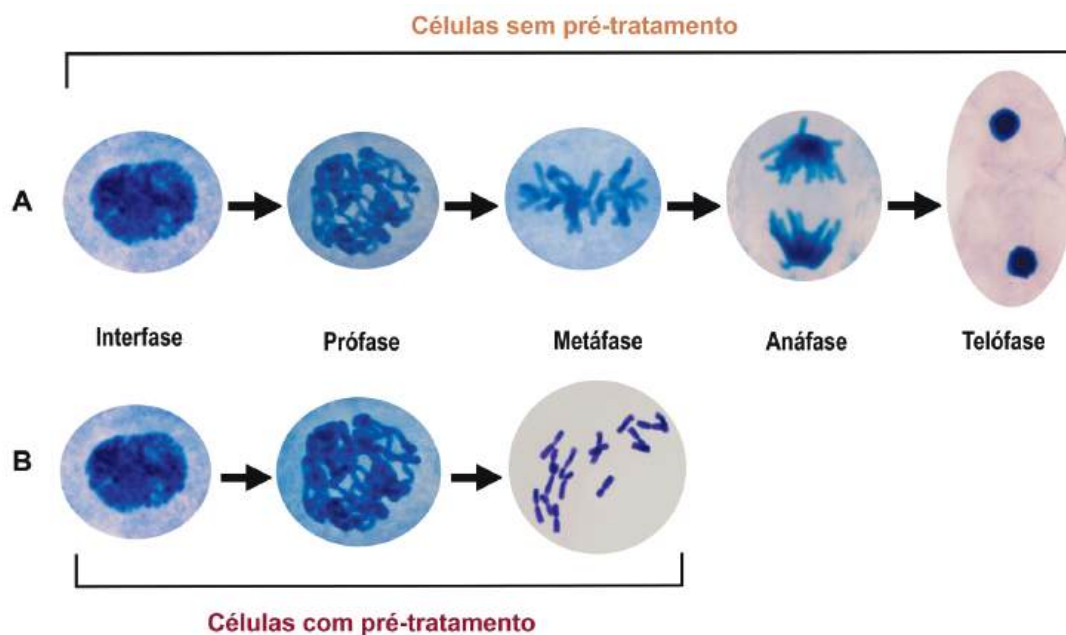 Células sem pré-tratamento
A
Interfase Prófase Metáfase Anáfase Telófase
B
Células com pré-tratamento